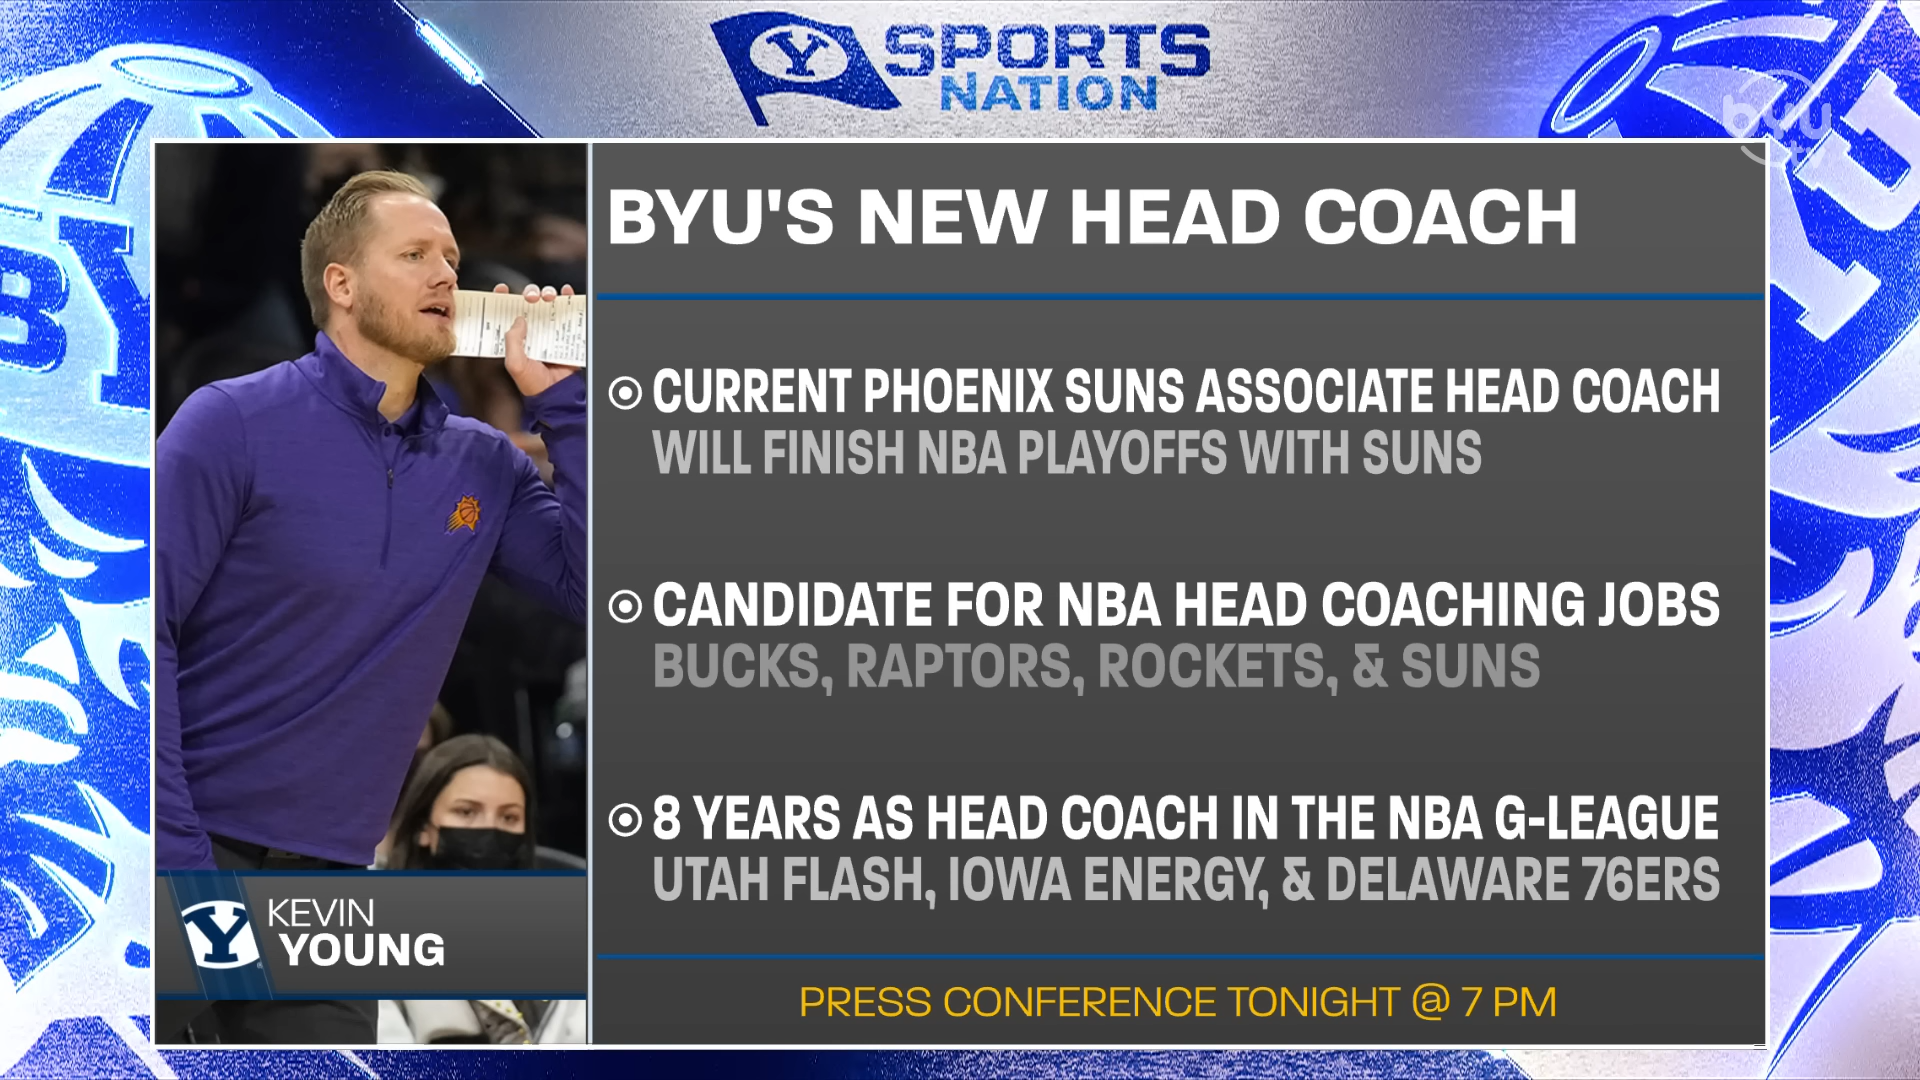 Y SPORTS
NATION
byu
tv
BYU'S NEW HEAD COACH
CURRENT PHOENIX SUNS ASSOCIATE HEAD COACH
WILL FINISH NBA PLAYOFFS WITH SUNS
CANDIDATE FOR NBA HEAD COACHING JOBS
BUCKS, RAPTORS, ROCKETS, & SUNS
8 YEARS AS HEAD COACH IN THE NBA G-LEAGUE
UTAH FLASH, IOWA ENERGY, & DELAWARE 76ERS
Y KEVIN
YOUNG
PRESS CONFERENCE TONIGHT @ 7 PM